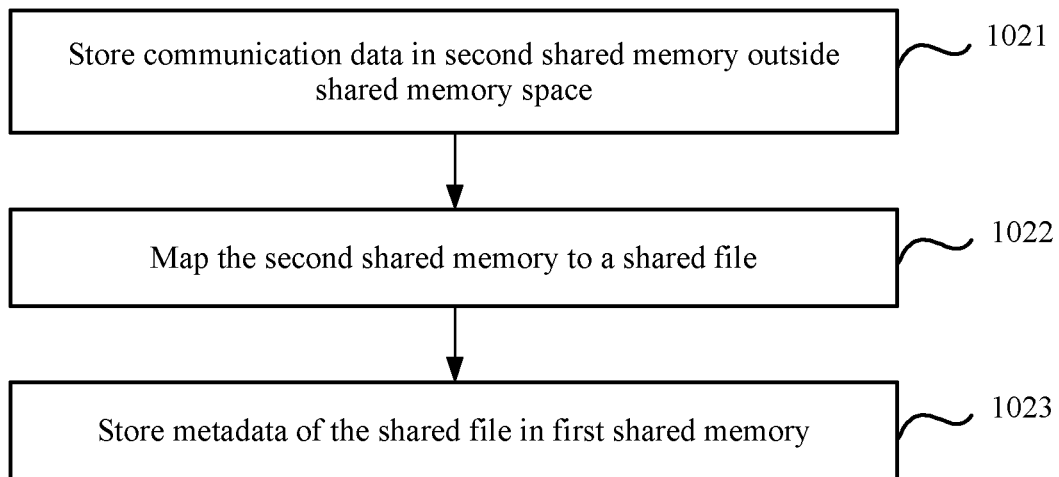 Store communication data in second shared memory outside
shared memory space
1021
Map the second shared memory to a shared file
1022
Store metadata of the shared file in first shared memory
1023